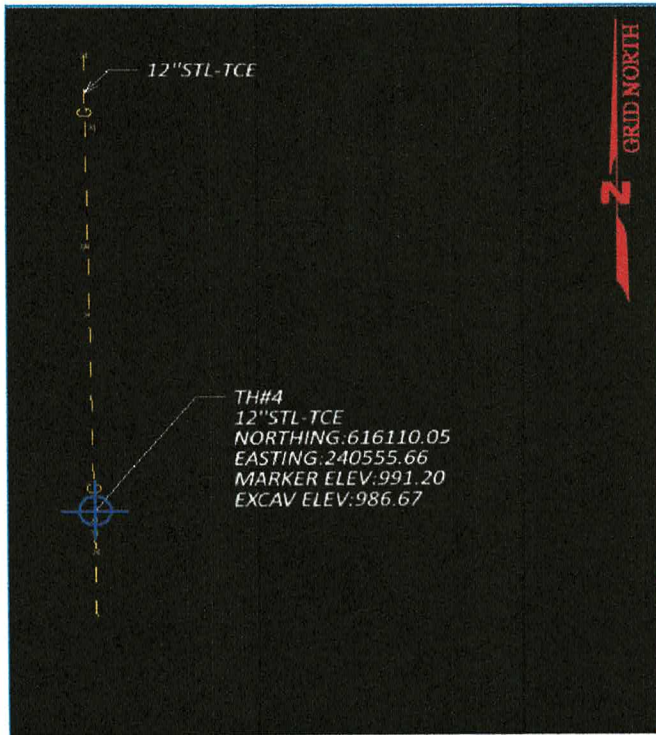 12"STL-TCE
GRID NORTH
N
G
TH#4
12"STL-TCE
NORTHING:616110.05
EASTING:240555.66
MARKER ELEV:991.20
EXCAV ELEV:986.67
G